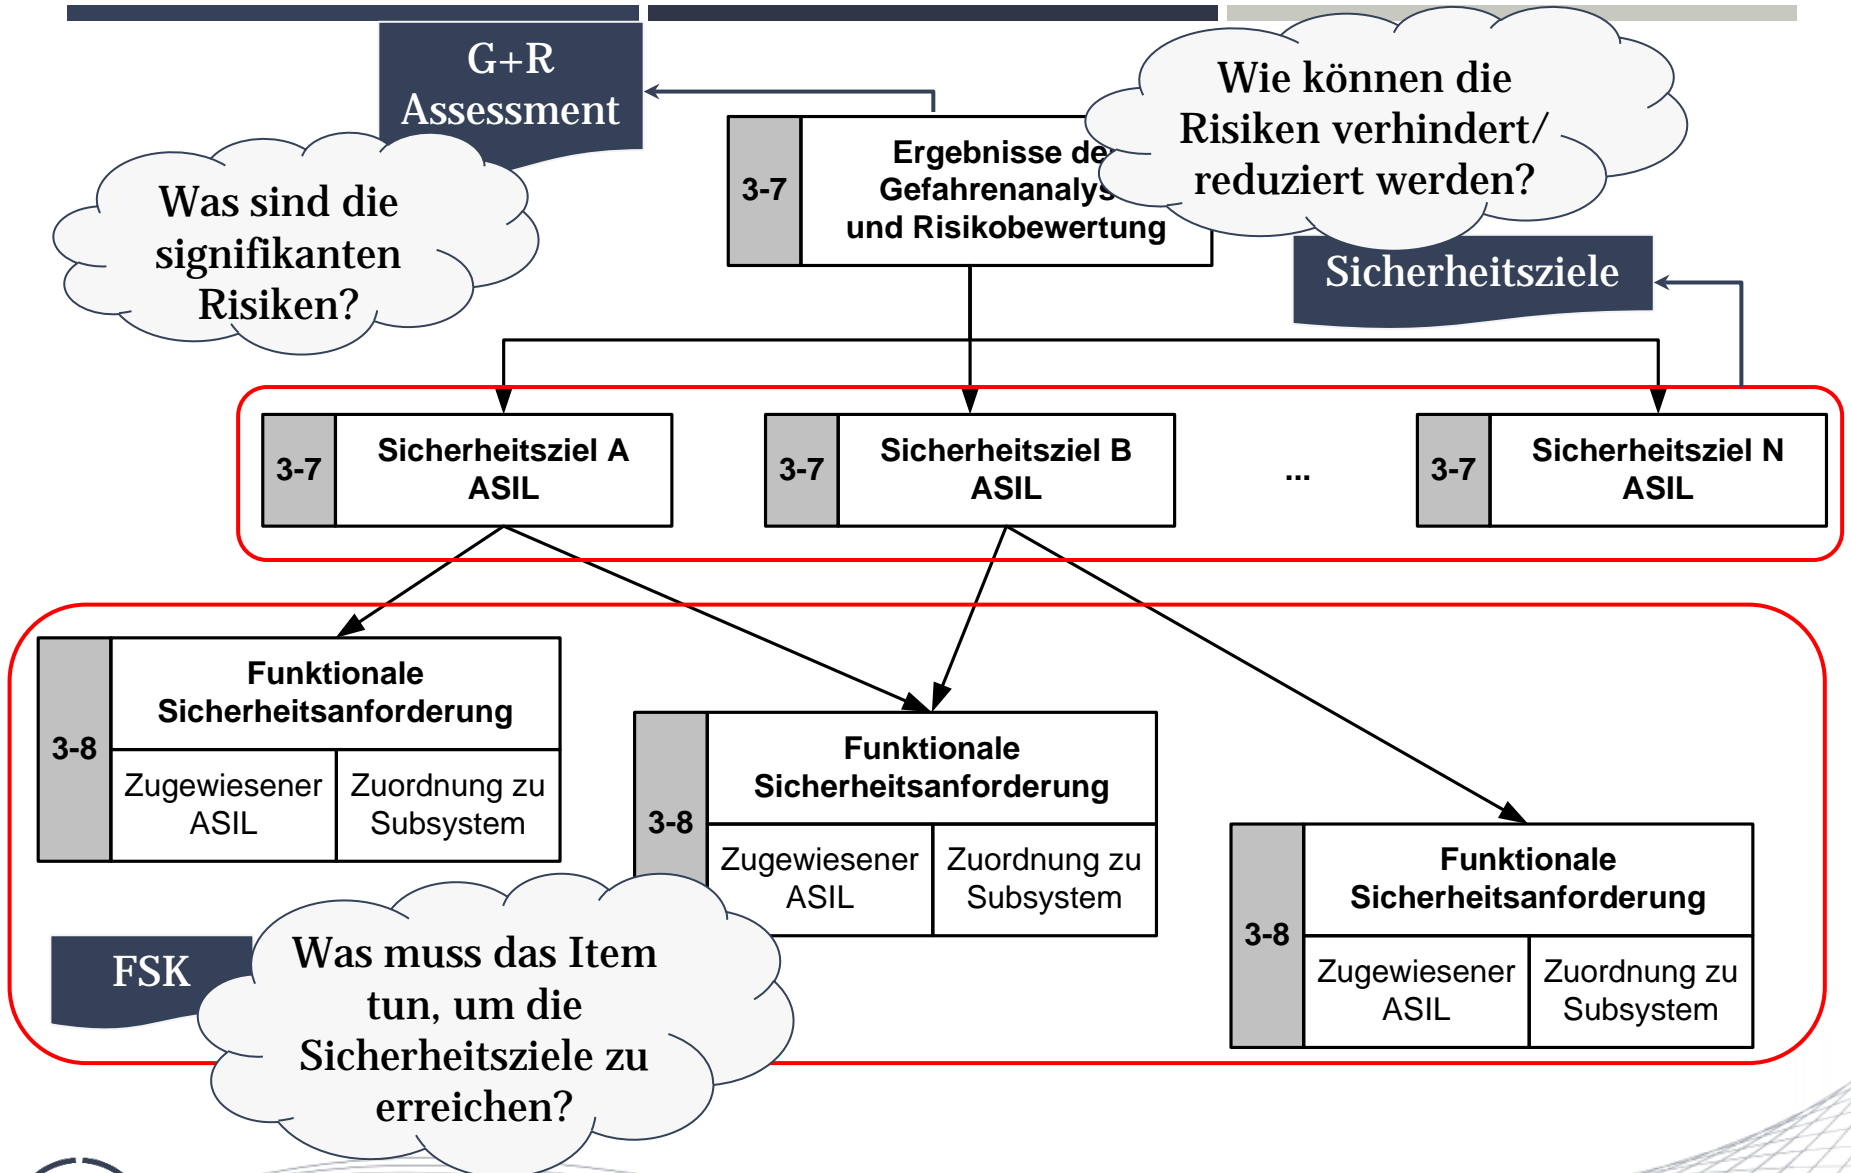 G+R
Assessment
Wie können die
Risiken verhindert/
reduziert werden?
Was sind die
signifikanten
Risiken?
3-7
Ergebnisse de
Gefahrenanalys
und Risikobewertung
Sicherheitsziele
3-7
Sicherheitsziel A
ASIL
3-7
Sicherheitsziel B
ASIL
...
3-7
Sicherheitsziel N
ASIL
3-8
Funktionale
Sicherheitsanforderung
Zugewiesener
ASIL
Zuordnung zu
Subsystem
3-8
Funktionale
Sicherheitsanforderung
Zugewiesener
ASIL
Zuordnung zu
Subsystem
3-8
Funktionale
Sicherheitsanforderung
Zugewiesener
ASIL
Zuordnung zu
Subsystem
FSK
Was muss das Item
tun, um die
Sicherheitsziele zu
erreichen?